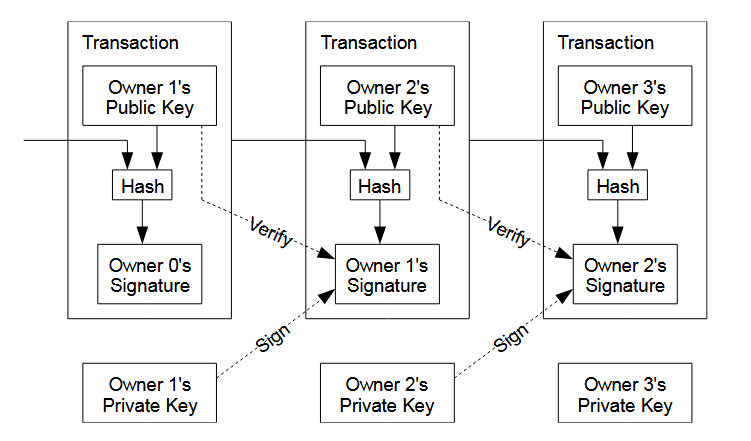 Transaction
Transaction
Transaction
Owner 1's
Public Key
Owner 2's
Public Key
Owner 3's
Public Key
Hash
Hash
Hash
Verify
Verify
Owner 0's
Signature
Owner 1's
Signature
Owner 2's
Signature
Sign
Sign
Owner 1's
Private Key
Owner 2's
Private Key
Owner 3's
Private Key